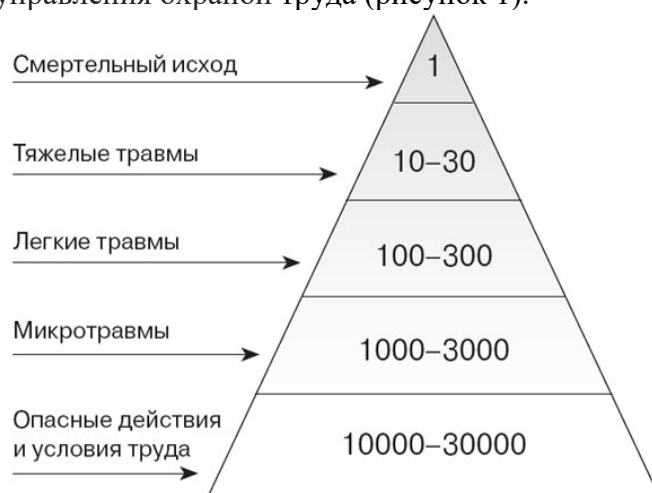 управления охраной труда (рисунок 1).
Смертельный исход
1
Тяжелые травмы
10–30
Легкие травмы
100–300
Микротравмы
1000–3000
Опасные действия
и условия труда
10000–30000